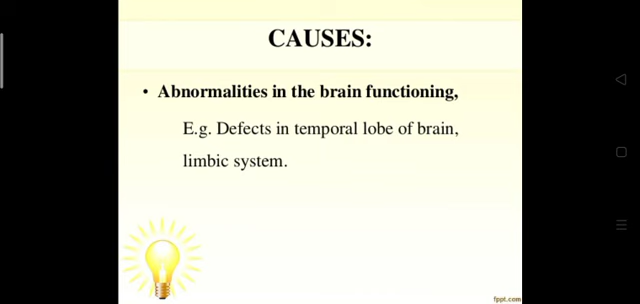 CAUSES:
• Abnormalities in the brain functioning,
E.g. Defects in temporal lobe of brain,
limbic system.
fppt.com